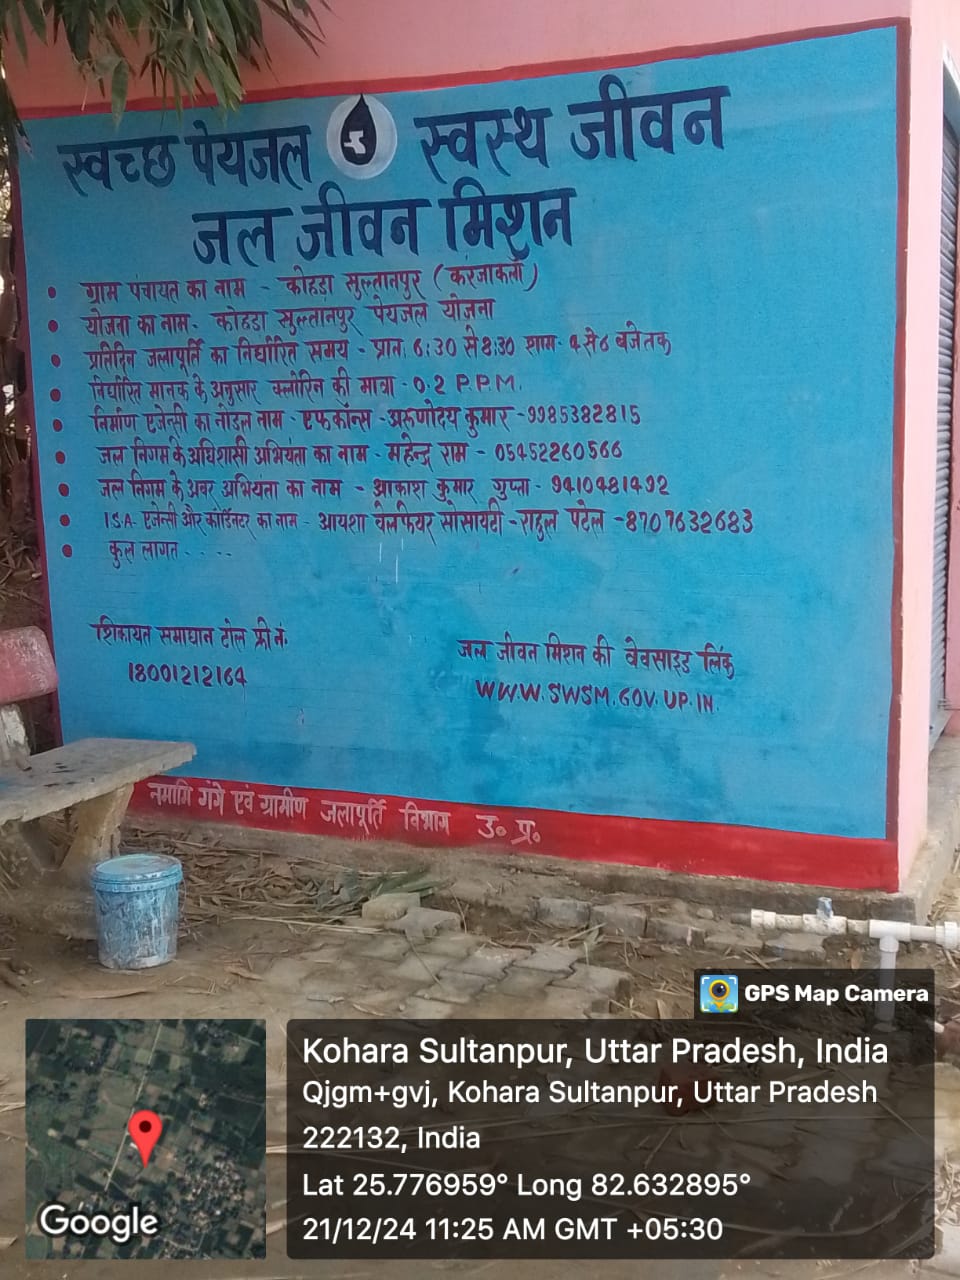 स्वच्छ पेयजल स्वस्थ जीवन
जल जीवन मिशन
• ग्राम पंचायत का नाम - कोहडा सुल्तानपुर (करंजाकलाँ)
• योजना का नाम- कोहडा सुल्तानपुर पेयजल योजना
• प्रतिदिन जलापूर्ति का निर्धारित समय - प्रातः 6:30 से 8:30 शाम- 4 से 6 बजे तक
• निर्धारित मानक के अनुसार क्लोरिन की मात्रा - 0.2 P.P.M.
• निर्माण एजेन्सी का नोडल नाम - एफकॉन्स - अरूणोदय कुमार - 9985382815
• जल निगम के अधिशासी अभियंता का नाम - महेन्द्र राम - 05452260566
• जल निगम के अवर अभियंता का नाम - आकाश कुमार गुप्ता - 9410481492
• I.S.A- एजेन्सी और कॉर्डिनेटर का नाम - आयशा वेलफेयर सोसायटी - राहुल पटेल - 8707632683
• कुल लागत - - - -
शिकायत समाधान टोल फ्री नं.
18001212164
जल जीवन मिशन की वेबसाइड लिंक
WWW.SWSM.GOV.UP.IN.
नमामि गंगे एवं ग्रामीण जलापूर्ति विभाग उ॰ प्र॰
GPS Map Camera
Kohara Sultanpur, Uttar Pradesh, India
Qjgm+gvj, Kohara Sultanpur, Uttar Pradesh
222132, India
Lat 25.776959° Long 82.632895°
21/12/24 11:25 AM GMT +05:30
Google